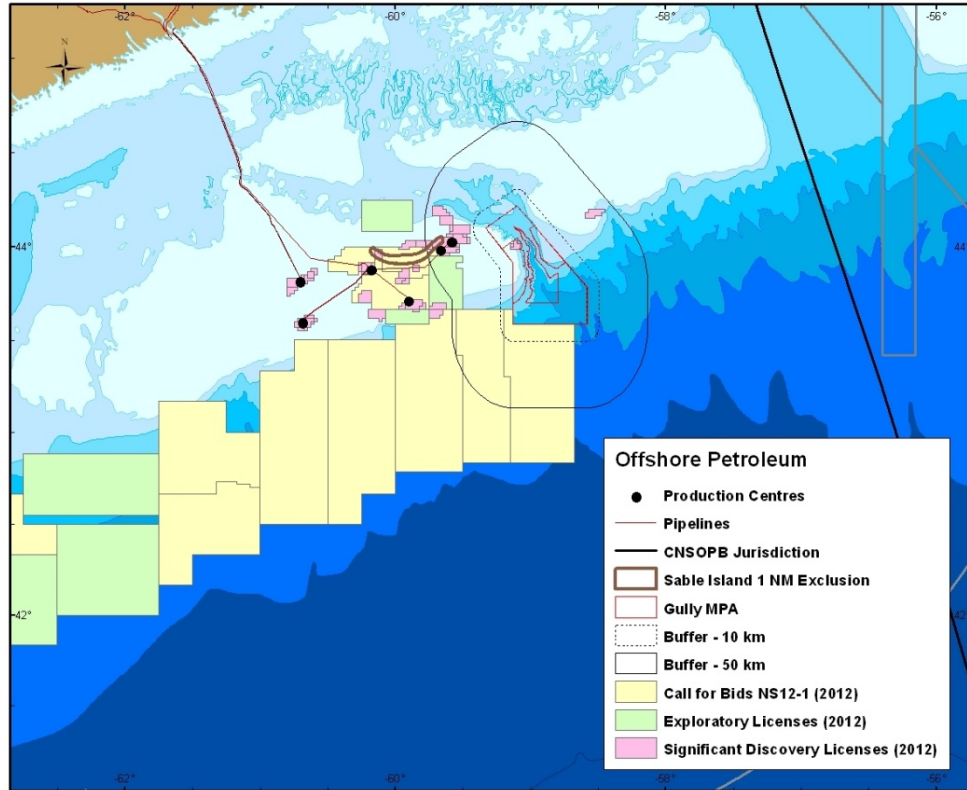 -62°
-60°
-58°
-56°
N
44°
44°
Offshore Petroleum
Production Centres
Pipelines
CNSOPB Jurisdiction
Sable Island 1 NM Exclusion
Gully MPA
Buffer - 10 km
Buffer - 50 km
Call for Bids NS12-1 (2012)
Exploratory Licenses (2012)
Significant Discovery Licenses (2012)
42°
42°
-62°
-60°
-58°
-56°